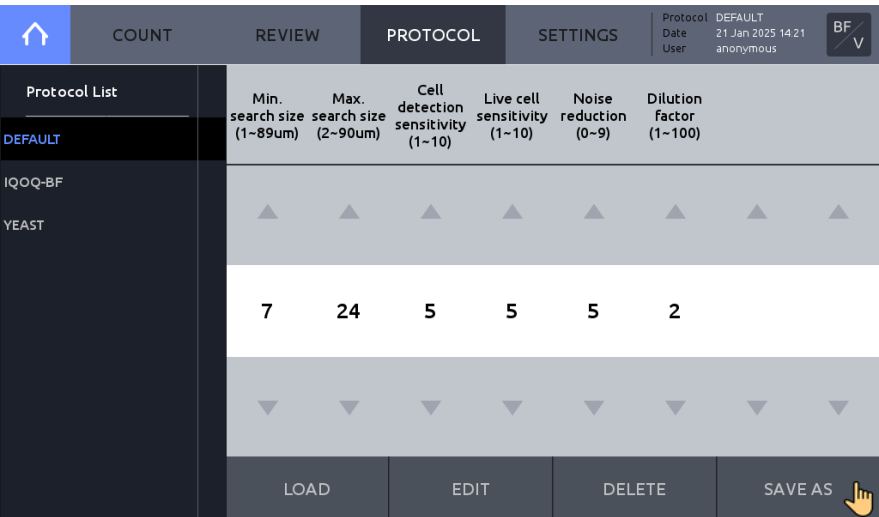 COUNT
REVIEW
PROTOCOL
SETTINGS
Protocol DEFAULT
Date 21 Jan 2025 14:21
User anonymous
BF/V
Protocol List
DEFAULT
IQOQ-BF
YEAST
Min. search size (1~89um)
Max. search size (2~90um)
Cell detection sensitivity (1~10)
Live cell sensitivity (1~10)
Noise reduction (0~9)
Dilution factor (1~100)
7 24 5 5 5 2
LOAD
EDIT
DELETE
SAVE AS